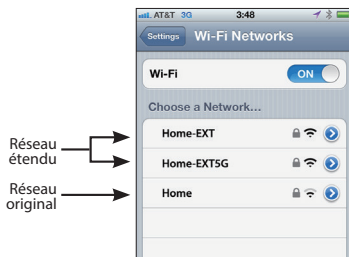 AT&T 3G 3:48
Settings Wi-Fi Networks
Wi-Fi ON
Choose a Network...
Réseau étendu
Home-EXT
Home-EXT5G
Réseau original
Home